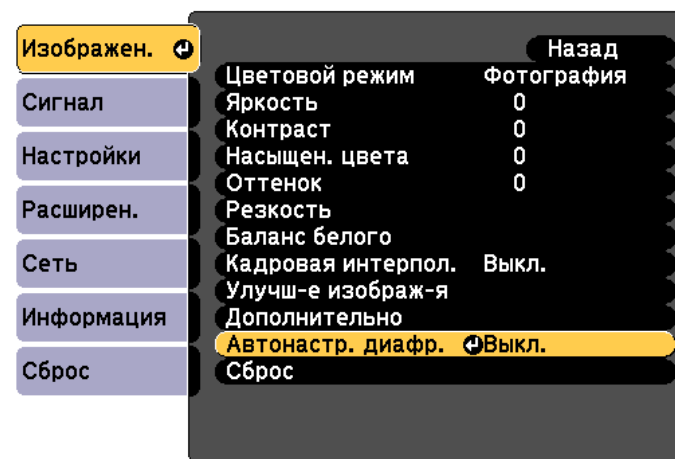 Изображен.
Сигнал
Настройки
Расширен.
Сеть
Информация
Сброс
Назад
Цветовой режим Фотография
Яркость 0
Контраст 0
Насыщен. цвета 0
Оттенок 0
Резкость
Баланс белого
Кадровая интерпол. Выкл.
Улучш-е изображ-я
Дополнительно
Автонастр. диафр. Выкл.
Сброс